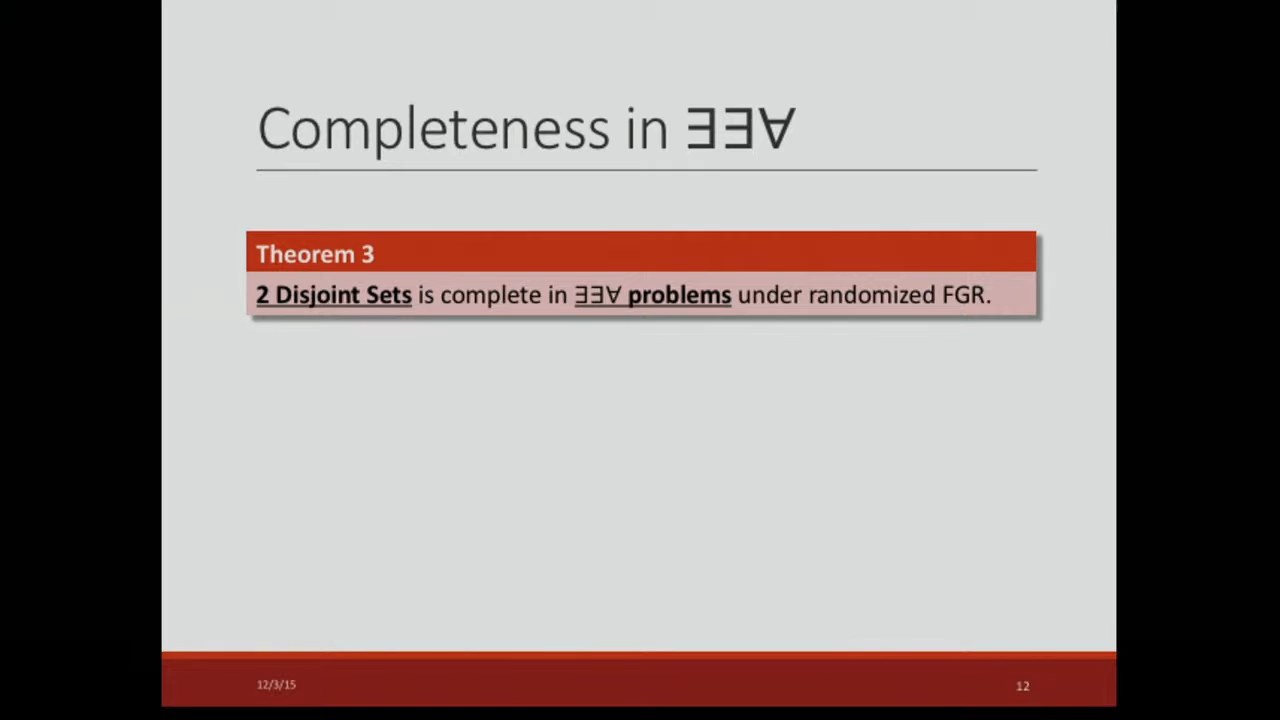 Completeness in ∃∃∀
Theorem 3
2 Disjoint Sets is complete in ∃∃∀ problems under randomized FGR.
12/3/15
12